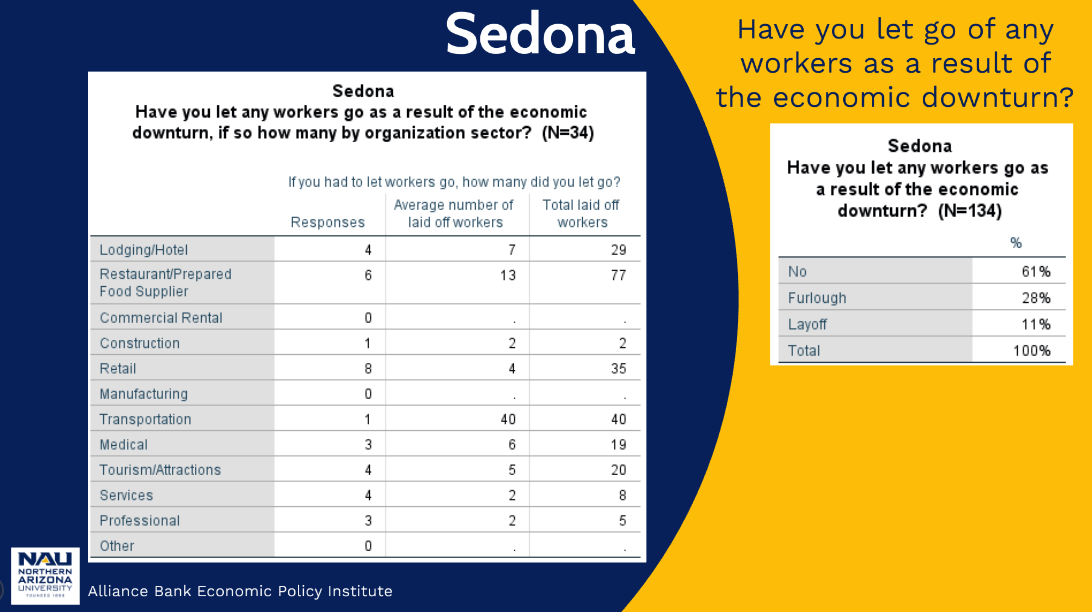 Sedona
Have you let go of any
workers as a result of
the economic downturn?
Sedona
Have you let any workers go as a result of the economic
downturn, if so how many by organization sector? (N=34)
If you had to let workers go, how many did you let go?
Responses Average number of laid off workers Total laid off workers
Lodging/Hotel 4 7 29
Restaurant/Prepared Food Supplier 6 13 77
Commercial Rental 0 . .
Construction 1 2 2
Retail 8 4 35
Manufacturing 0 . .
Transportation 1 40 40
Medical 3 6 19
Tourism/Attractions 4 5 20
Services 4 2 8
Professional 3 2 5
Other 0 . .
Sedona
Have you let any workers go as
a result of the economic
downturn? (N=134)
%
No 61%
Furlough 28%
Layoff 11%
Total 100%
NAU
NORTHERN
ARIZONA
UNIVERSITY
FOUNDED 1899
Alliance Bank Economic Policy Institute